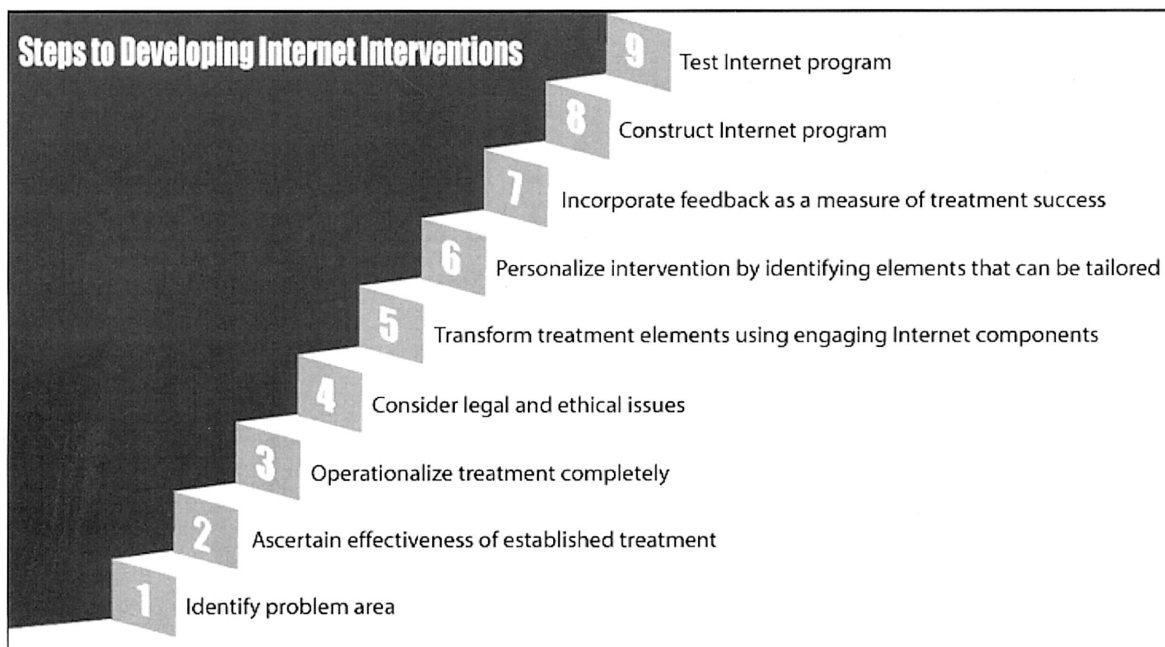 Steps to Developing Internet Interventions
9 Test Internet program
8 Construct Internet program
7 Incorporate feedback as a measure of treatment success
6 Personalize intervention by identifying elements that can be tailored
5 Transform treatment elements using engaging Internet components
4 Consider legal and ethical issues
3 Operationalize treatment completely
2 Ascertain effectiveness of established treatment
1 Identify problem area